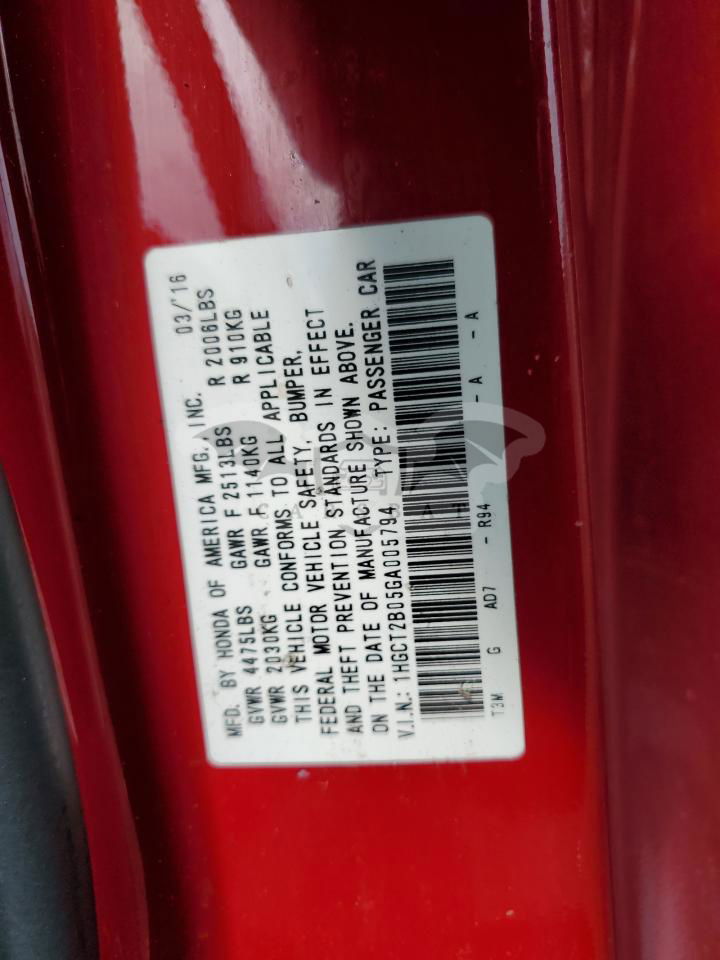 MFD. BY HONDA OF AMERICA MFG., INC. 03/'16
GVWR 4475LBS GAWR F 2513LBS R 2006LBS
GVWR 2030KG GAWR F 1140KG R 910KG
THIS VEHICLE CONFORMS TO ALL APPLICABLE
FEDERAL MOTOR VEHICLE SAFETY, BUMPER,
AND THEFT PREVENTION STANDARDS IN EFFECT
ON THE DATE OF MANUFACTURE SHOWN ABOVE.
V.I.N.: 1HGCT2B05GA005794 TYPE: PASSENGER CAR
T3M G AD7 - R94 - A - A